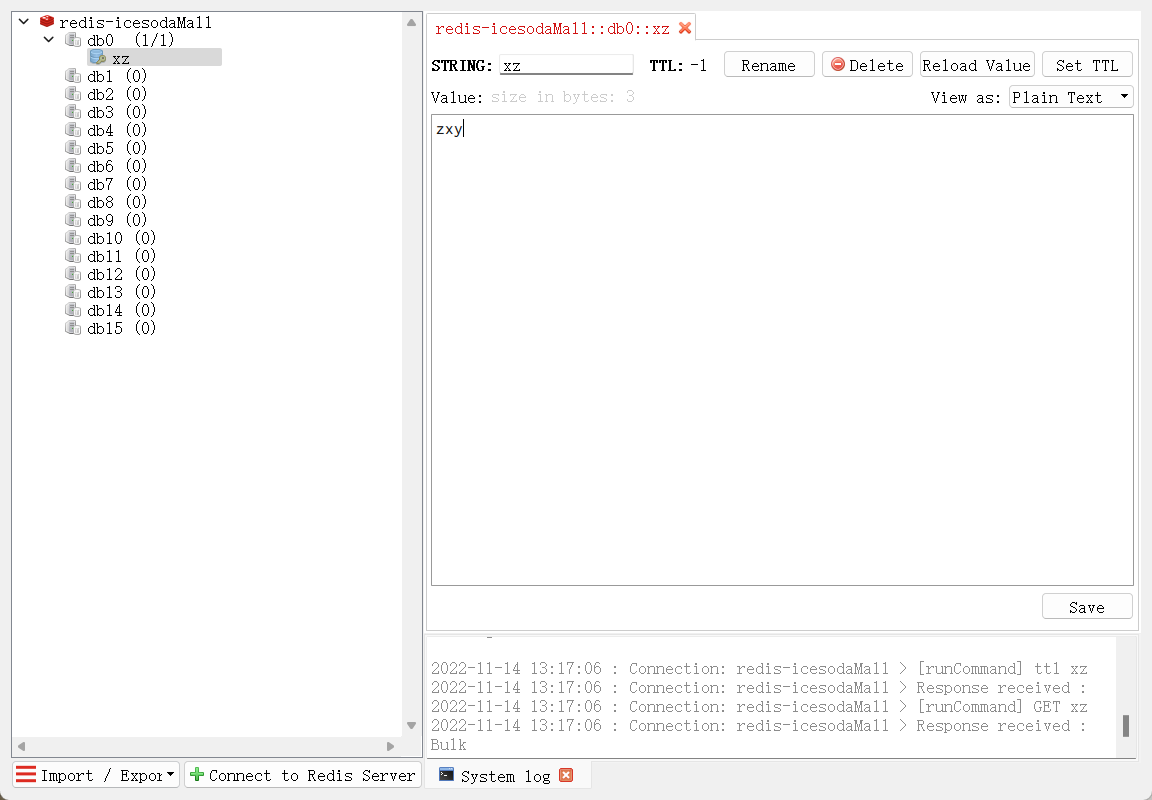 redis-icesodaMall
db0 (1/1)
xz
db1 (0)
db2 (0)
db3 (0)
db4 (0)
db5 (0)
db6 (0)
db7 (0)
db8 (0)
db9 (0)
db10 (0)
db11 (0)
db12 (0)
db13 (0)
db14 (0)
db15 (0)
Import / Expor
Connect to Redis Server
redis-icesodaMall::db0::xz
STRING: xz TTL: -1 Rename Delete Reload Value Set TTL
Value: size in bytes: 3 View as: Plain Text
zxy
Save
2022-11-14 13:17:06 : Connection: redis-icesodaMall > [runCommand] ttl xz
2022-11-14 13:17:06 : Connection: redis-icesodaMall > Response received :
2022-11-14 13:17:06 : Connection: redis-icesodaMall > [runCommand] GET xz
2022-11-14 13:17:06 : Connection: redis-icesodaMall > Response received :
Bulk
System log